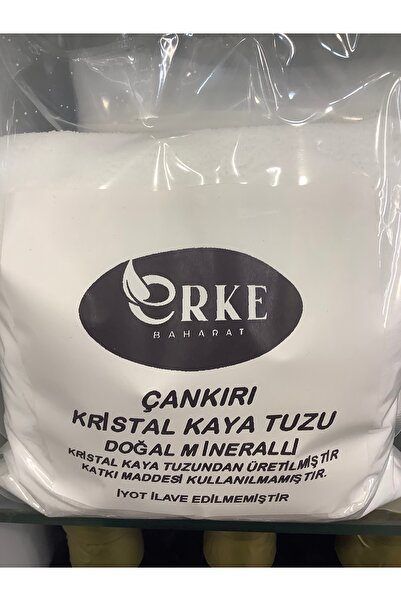 ERKE
BAHARAT
ÇANKIRI
KRİSTAL KAYA TUZU
DOĞAL MİNERALLİ
KRİSTAL KAYA TUZUNDAN ÜRETİLMİŞTİR
KATKI MADDESİ KULLANILMAMIŞTIR.
İYOT İLAVE EDİLMEMİŞTİR